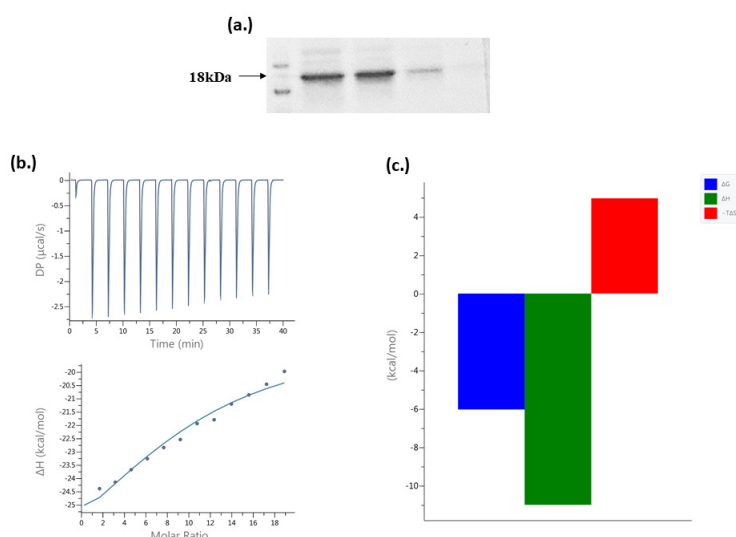 (a.)
18kDa
(b.)
0
-0.5
-1
-1.5
-2
-2.5
DP (µcal/s)
0 5 10 15 20 25 30 35 40
Time (min)
-20
-20.5
-21
-21.5
-22
-22.5
-23
-23.5
-24
-24.5
-25
ΔH (kcal/mol)
0 2 4 6 8 10 12 14 16 18
Molar Ratio
(c.)
ΔG
ΔH
-TΔS
4
2
0
-2
-4
-6
-8
-10
(kcal/mol)